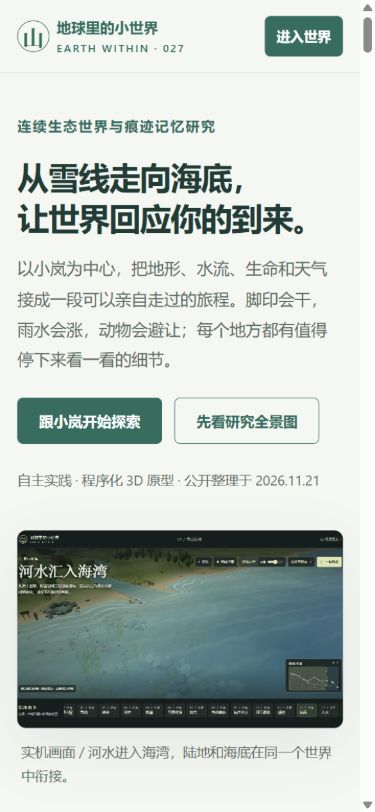 地球里的小世界
EARTH WITHIN · 027
进入世界
连续生态世界与痕迹记忆研究
从雪线走向海底，
让世界回应你的到来。
以小岚为中心，把地形、水流、生命和天气
接成一段可以亲自走过的旅程。脚印会干，
雨水会涨，动物会避让；每个地方都有值得
停下来看一看的细节。
跟小岚开始探索
先看研究全景图
自主实践 · 程序化 3D 原型 · 公开整理于 2026.11.21
地球里的小世界
河水汇入海湾
实机画面 / 河水进入海湾，陆地和海底在同一个世界
中衔接。